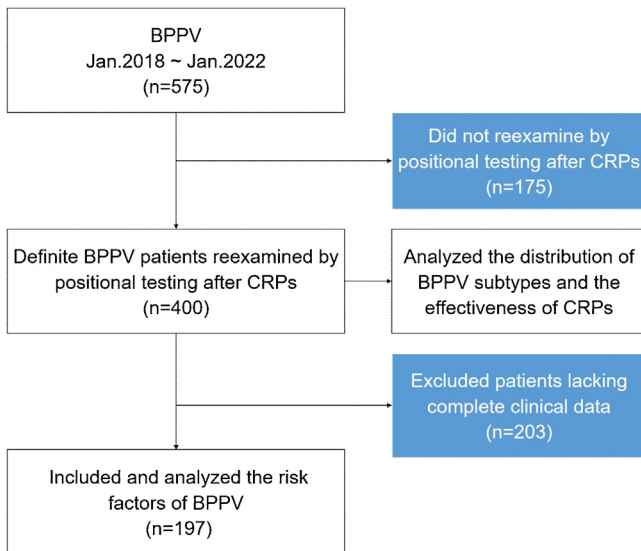 BPPV
Jan.2018 ~ Jan.2022
(n=575)
Did not reexamine by
positional testing after CRPs
(n=175)
Definite BPPV patients reexamined by
positional testing after CRPs
(n=400)
Analyzed the distribution of
BPPV subtypes and the
effectiveness of CRPs
Excluded patients lacking
complete clinical data
(n=203)
Included and analyzed the risk
factors of BPPV
(n=197)